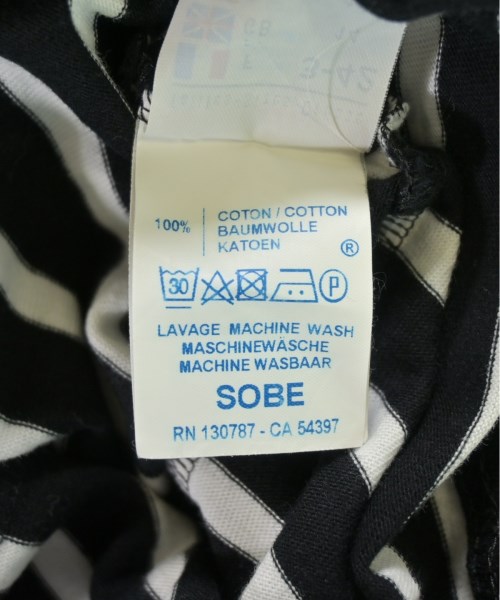 100% COTON / COTTON
BAUMWOLLE
KATOEN ®
30 P
LAVAGE MACHINE WASH
MASCHINEWÄSCHE
MACHINE WASBAAR
SOBE
RN 130787 - CA 54397